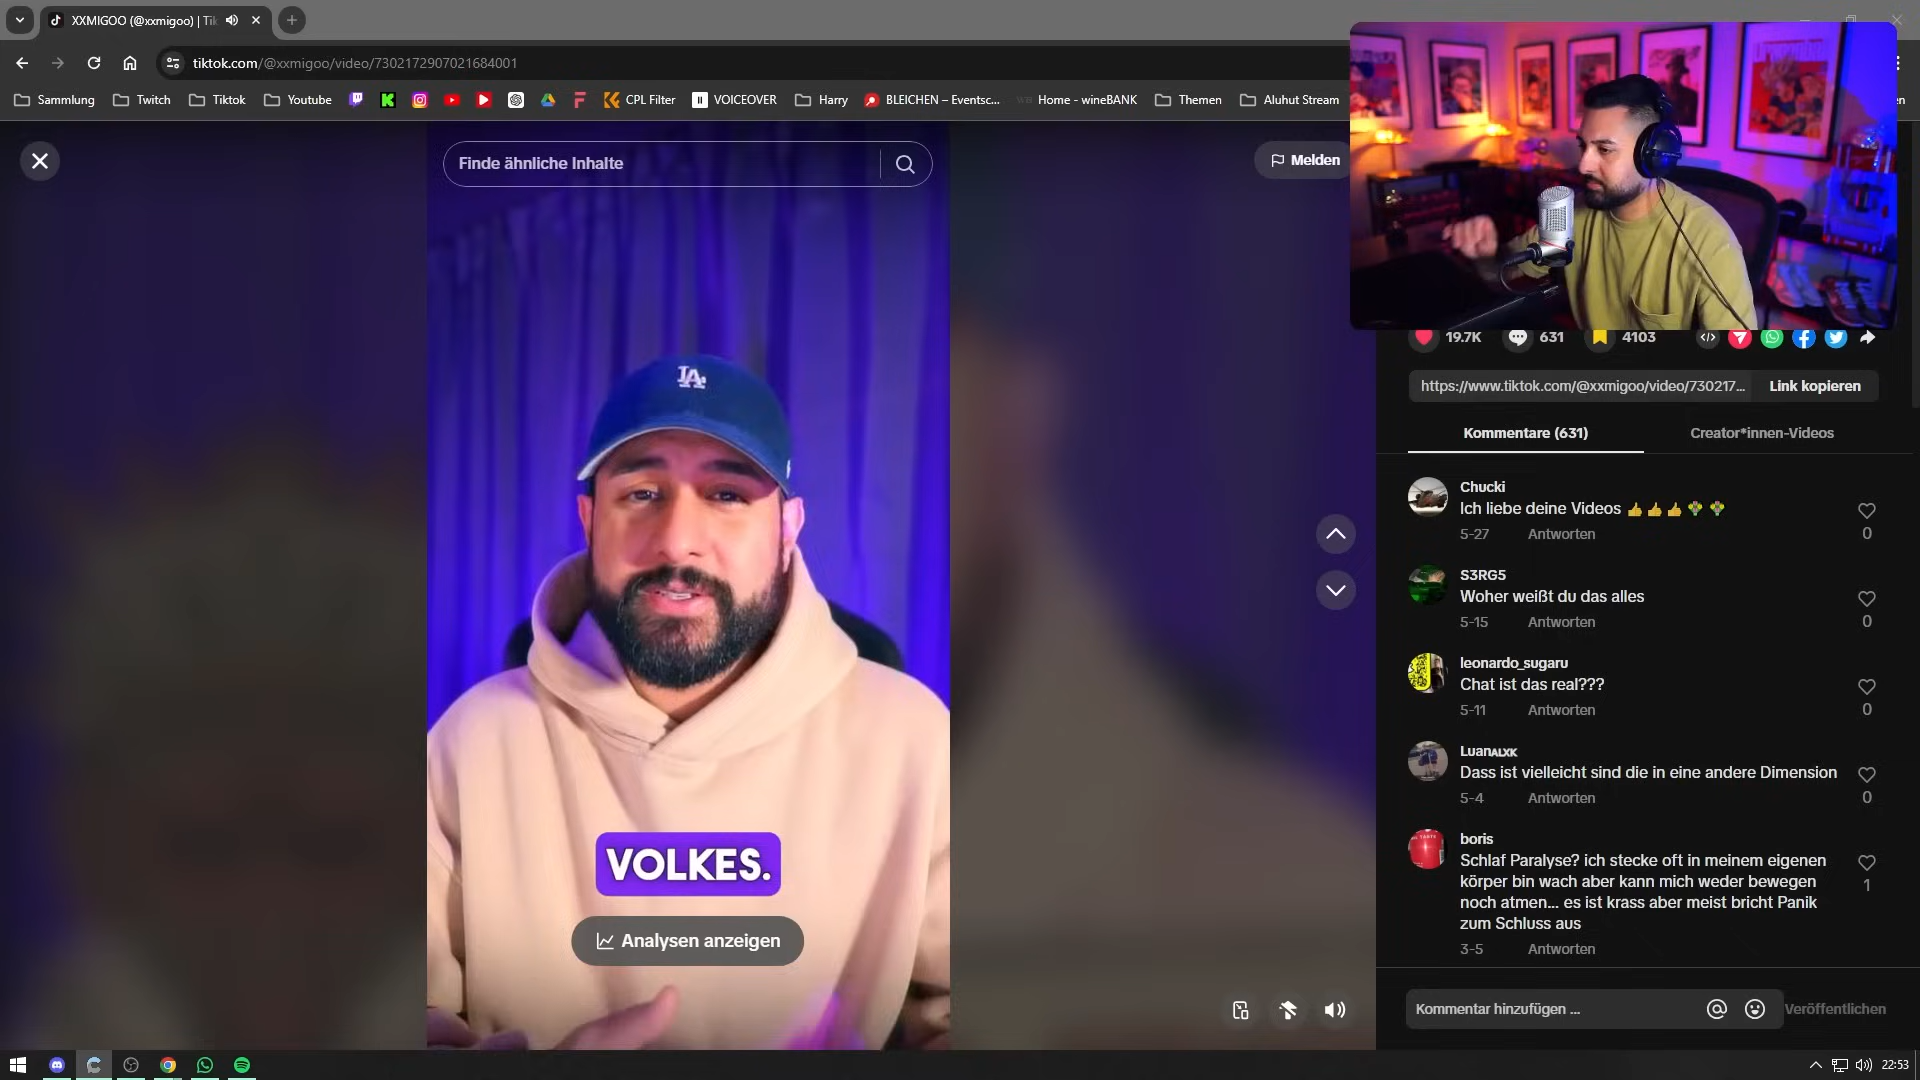 XXMIGOO (@xxmigoo) | Tik
tiktok.com/@xxmigoo/video/7302172907021684001
Sammlung
Twitch
Tiktok
Youtube
CPL Filter
VOICEOVER
Harry
BLEICHEN – Eventsc...
Home - wineBANK
Themen
Aluhut Stream
en
Finde ähnliche Inhalte
Melden
LA
VOLKES.
Analysen anzeigen
19.7K
631
4103
https://www.tiktok.com/@xxmigoo/video/730217...
Link kopieren
Kommentare (631)
Creator*innen-Videos
Chucki
Ich liebe deine Videos 👍👍👍💐💐
5-27
Antworten
0
S3RG5
Woher weißt du das alles
5-15
Antworten
0
leonardo_sugaru
Chat ist das real???
5-11
Antworten
0
Luanᴀʟxᴋ
Dass ist vielleicht sind die in eine andere Dimension
5-4
Antworten
0
boris
Schlaf Paralyse? ich stecke oft in meinem eigenen
körper bin wach aber kann mich weder bewegen
noch atmen... es ist krass aber meist bricht Panik
zum Schluss aus
3-5
Antworten
1
Kommentar hinzufügen ...
Veröffentlichen
22:53